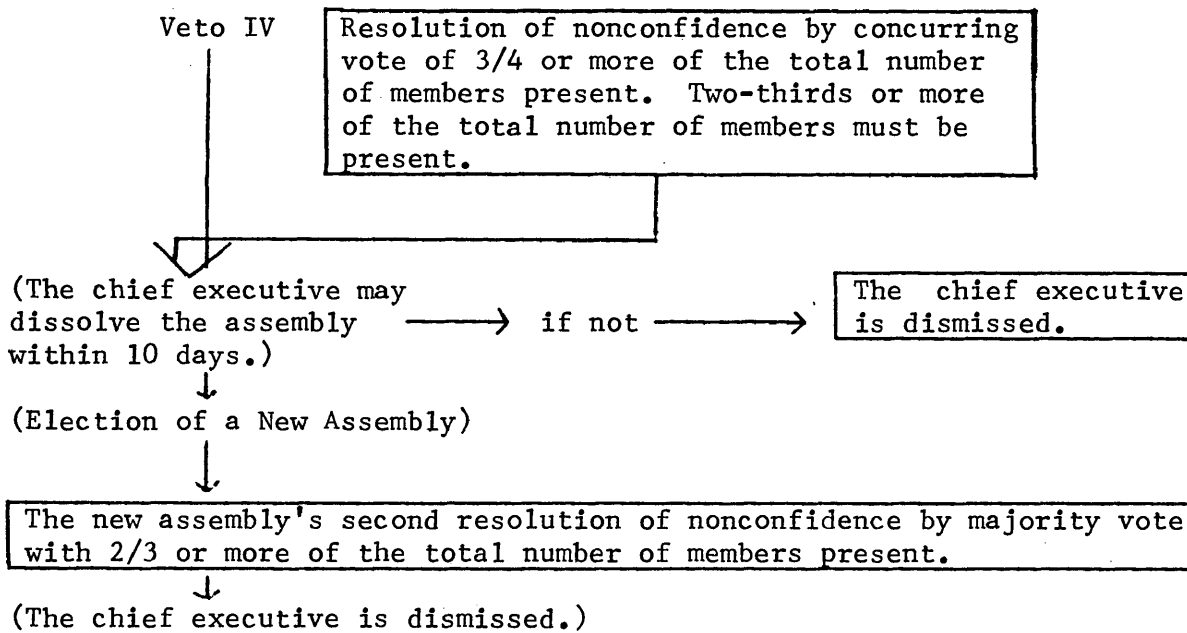 Veto IV
Resolution of nonconfidence by concurring
vote of 3/4 or more of the total number
of members present. Two-thirds or more
of the total number of members must be
present.
(The chief executive may
dissolve the assembly
within 10 days.)
if not
The chief executive
is dismissed.
(Election of a New Assembly)
The new assembly's second resolution of nonconfidence by majority vote
with 2/3 or more of the total number of members present.
(The chief executive is dismissed.)